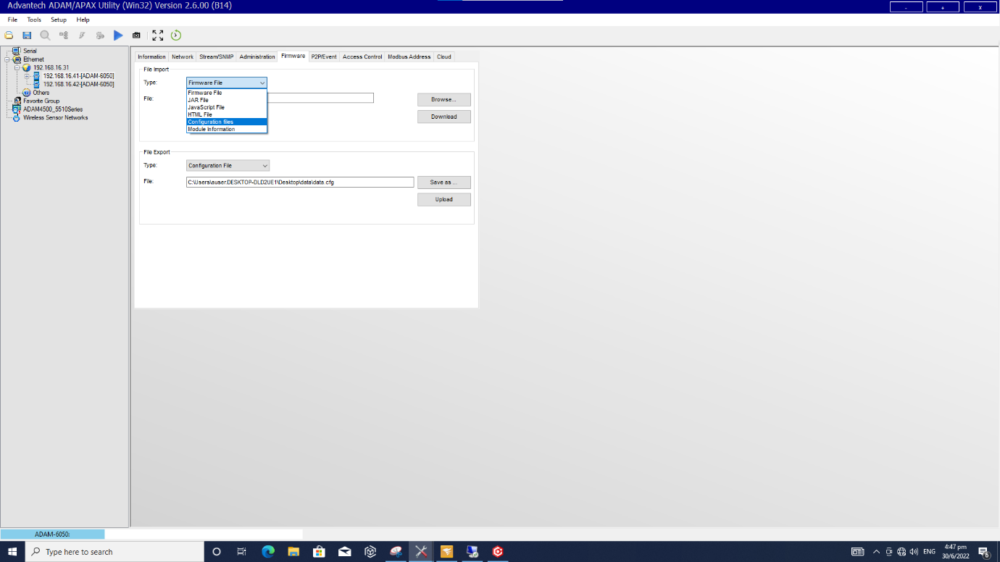 Advantech ADAM/APAX Utility (Win32) Version 2.6.00 (B14)
- + x
File Tools Setup Help
Serial
Ethernet
192.168.16.31
192.168.16.41-[ADAM-6050]
192.168.16.42-[ADAM-6050]
Others
Favorite Group
ADAM4500_5510Series
Wireless Sensor Networks
Information Network Stream/SNMP Administration Firmware P2P/Event Access Control Modbus Address Cloud
File Import
Type: Firmware File
Firmware File
JAR File
JavaScript File
HTML File
Configuration files
Module Information
File: Browse...
Download
File Export
Type: Configuration File
File: C:\Users\auser.DESKTOP-DLD2UE1\Desktop\data\data.cfg Save as ...
Upload
ADAM-6050:
Type here to search
ENG
4:47 pm
30/6/2022
6